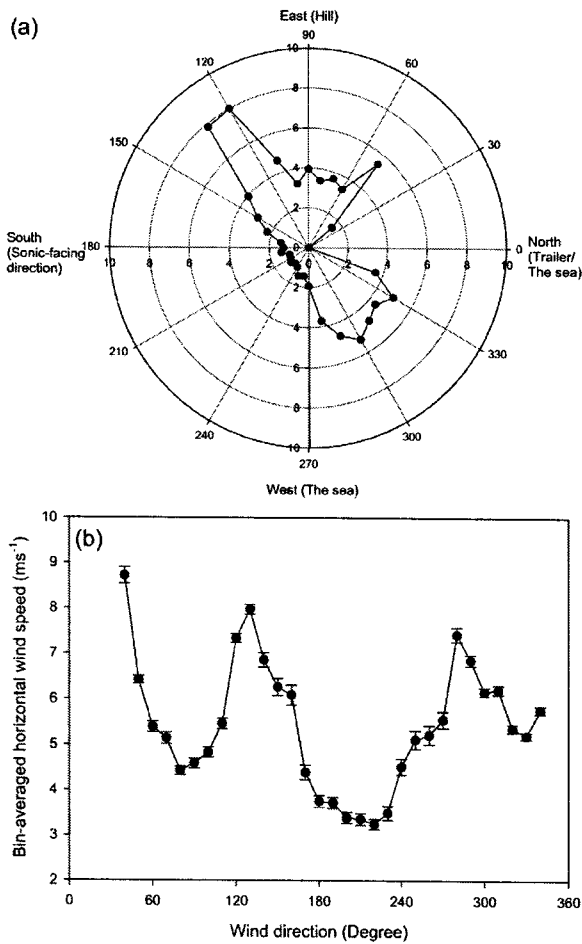 (a)
East (Hill)
90
10
120
60
8
150
6
30
4
2
South
(Sonic-facing
direction)
180
10 8 6 4 2 0 0 2 4 6 8 10
0
North
(Trailer/
The sea)
2
210
4
330
6
8
240
300
10
270
West (The sea)
(b)
Bin-averaged horizontal wind speed (ms⁻¹)
10
9
8
7
6
5
4
3
2
0 60 120 180 240 300 360
Wind direction (Degree)